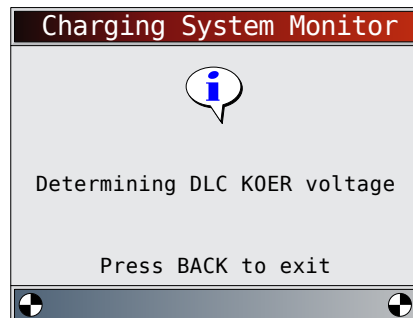 Charging System Monitor
i
Determining DLC KOER voltage
Press BACK to exit